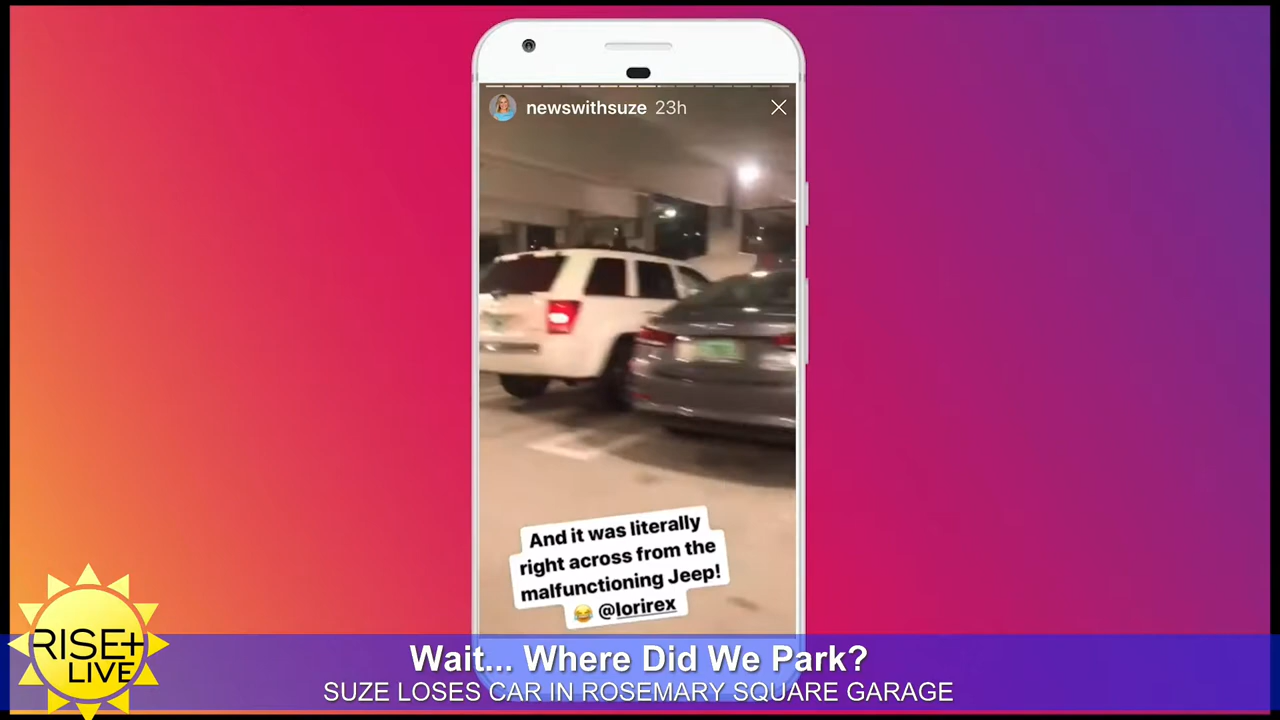 newswithsuze 23h
And it was literally
right across from the
malfunctioning Jeep!
😂 @lorirex
RISE+
LIVE
Wait... Where Did We Park?
SUZE LOSES CAR IN ROSEMARY SQUARE GARAGE